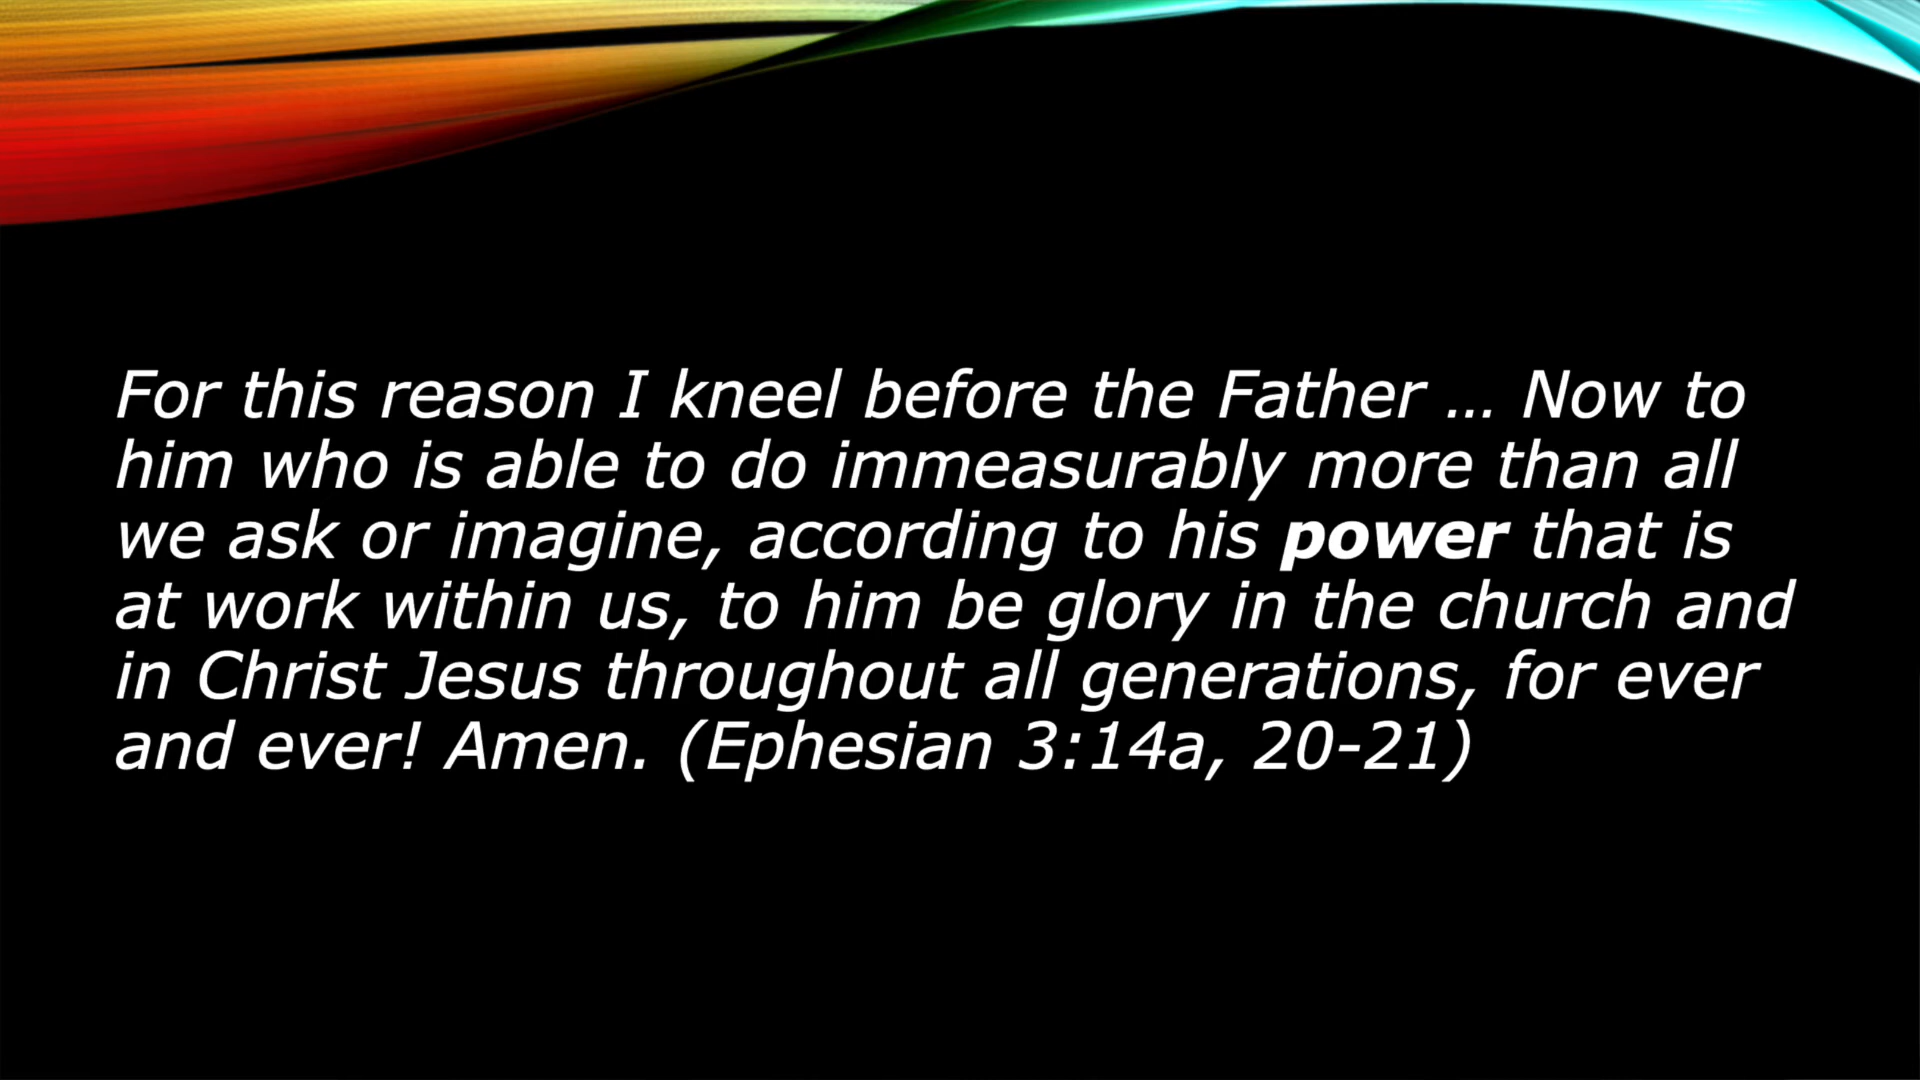 For this reason I kneel before the Father … Now to
him who is able to do immeasurably more than all
we ask or imagine, according to his power that is
at work within us, to him be glory in the church and
in Christ Jesus throughout all generations, for ever
and ever! Amen. (Ephesian 3:14a, 20-21)